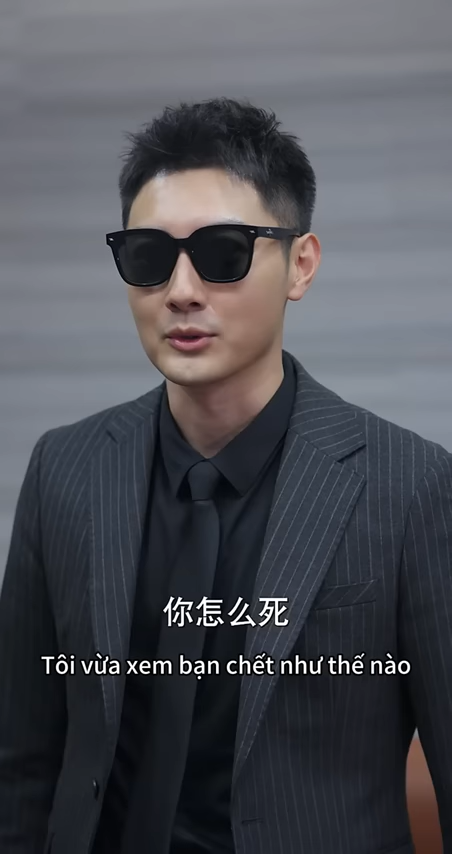 你怎么死
Tôi vừa xem bạn chết như thế nào